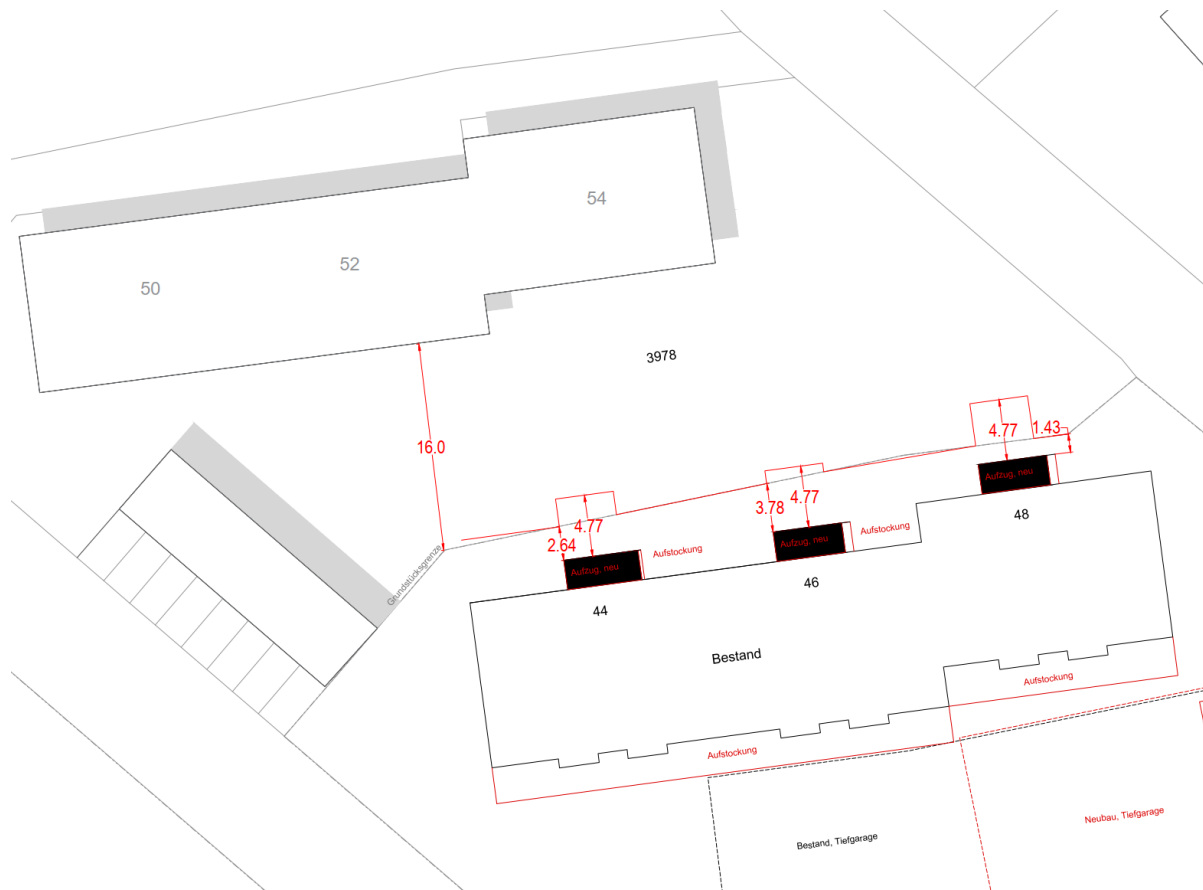 54
52
50
3978
16.0
4.77
1.43
4.77
3.78
4.77
2.64
Aufzug, neu
48
Aufstockung
Aufzug, neu
46
Aufstockung
Aufzug, neu
44
Grundstücksgrenze
Bestand
Aufstockung
Aufstockung
Neubau, Tiefgarage
Bestand, Tiefgarage